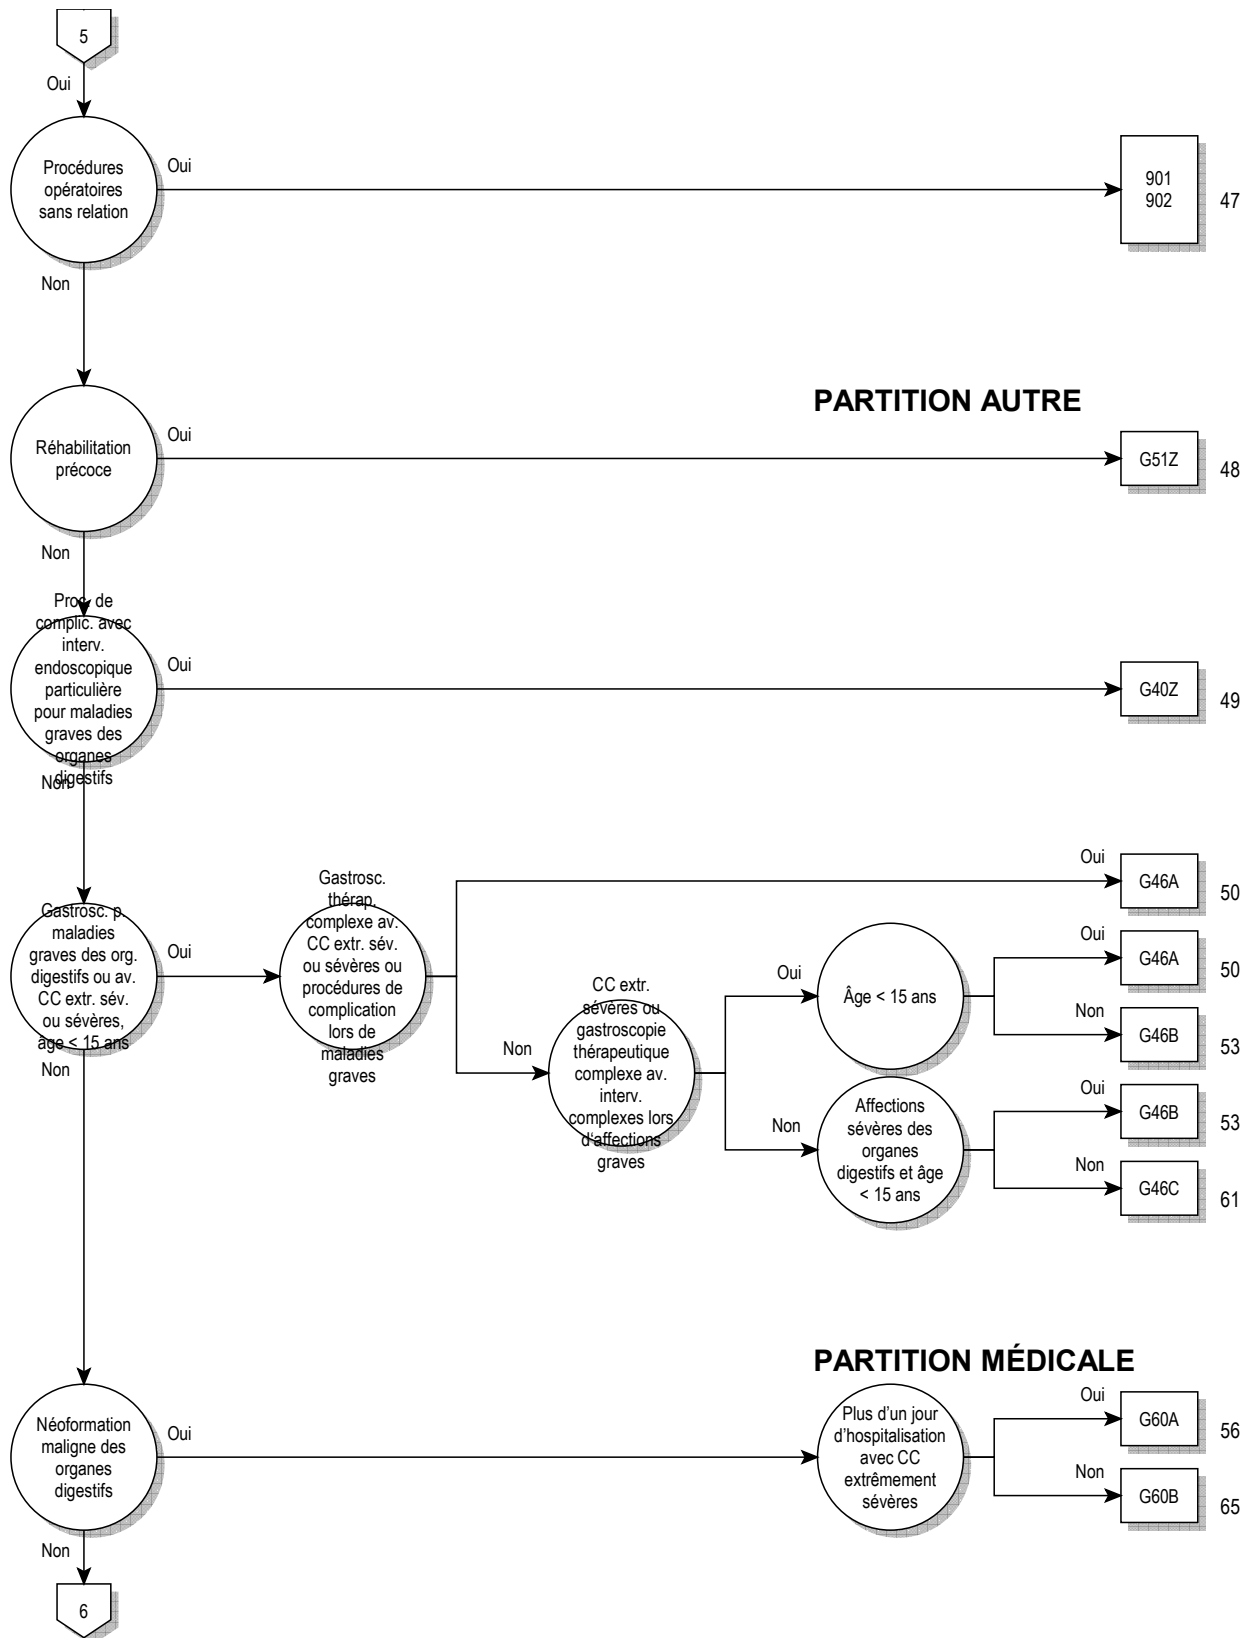 5
Oui
Procédures
opératoires
sans relation
Oui
901
902
47
Non
PARTITION AUTRE
Réhabilitation
précoce
Oui
G51Z
48
Non
Proc. de
complic. avec
interv.
endoscopique
particulière
pour maladies
graves des
organes
digestifs
Oui
G40Z
49
Non
Gastrosc. p.
maladies
graves des org.
digestifs ou av.
CC extr. sév.
ou sévères,
âge < 15 ans
Oui
Gastrosc.
thérap.
complexe av.
CC extr. sév.
ou sévères ou
procédures de
complication
lors de
maladies
graves
Oui
G46A
50
Non
CC extr.
sévères ou
gastroscopie
thérapeutique
complexe av.
interv.
complexes lors
d'affections
graves
Oui
Âge < 15 ans
Oui
G46A
50
Non
G46B
53
Non
Affections
sévères des
organes
digestifs et âge
< 15 ans
Oui
G46B
53
Non
G46C
61
Non
PARTITION MÉDICALE
Néoformation
maligne des
organes
digestifs
Oui
Plus d'un jour
d'hospitalisation
avec CC
extrêmement
sévères
Oui
G60A
56
Non
G60B
65
Non
6